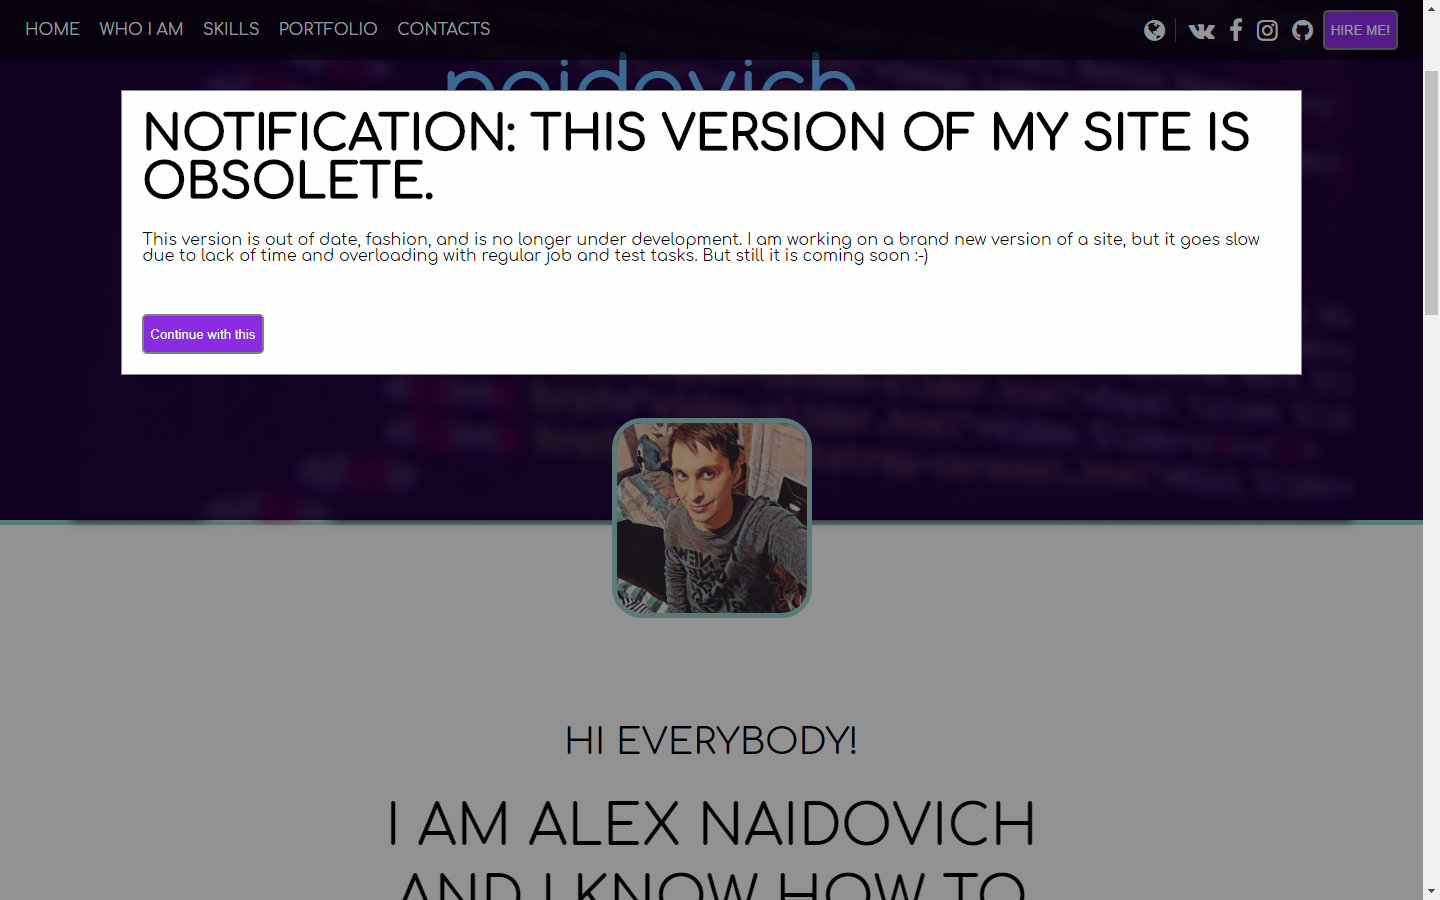 HOME WHO I AM SKILLS PORTFOLIO CONTACTS HIRE ME!
naidovich
NOTIFICATION: THIS VERSION OF MY SITE IS
OBSOLETE.
This version is out of date, fashion, and is no longer under development. I am working on a brand new version of a site, but it goes slow
due to lack of time and overloading with regular job and test tasks. But still it is coming soon :-)
Continue with this
HI EVERYBODY!
I AM ALEX NAIDOVICH
AND I KNOW HOW TO